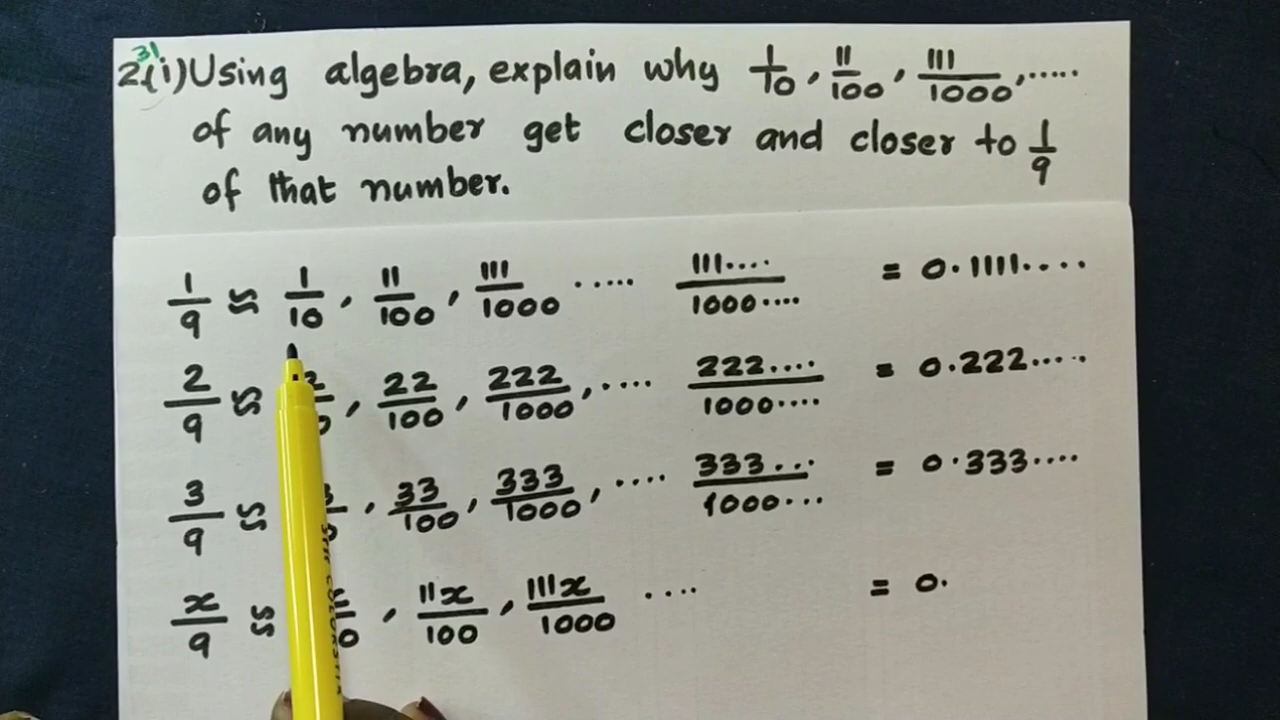 31
2(i) Using algebra, explain why 1/10, 11/100, 111/1000, .....
of any number get closer and closer to 1/9
of that number.
1/9 ≈ 1/10, 11/100, 111/1000 ..... 111..../1000.... = 0.1111....
2/9 ≈ 2/ , 22/100, 222/1000, .... 222..../1000.... = 0.222.....
3/9 ≈ , 33/100, 333/1000, .... 333.../1000... = 0.333....
x/9 ≈ , 11x/100, 111x/1000 .... = 0.